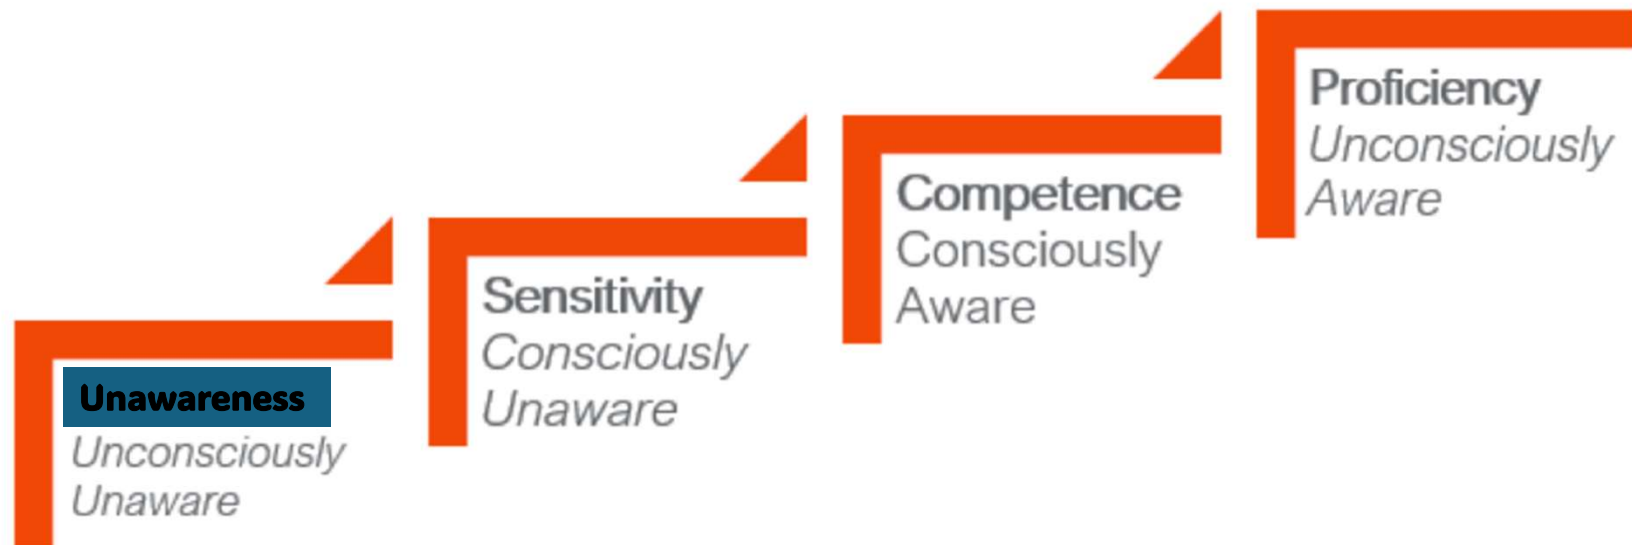 Unawareness
Unconsciously
Unaware
Sensitivity
Consciously
Unaware
Competence
Consciously
Aware
Proficiency
Unconsciously
Aware